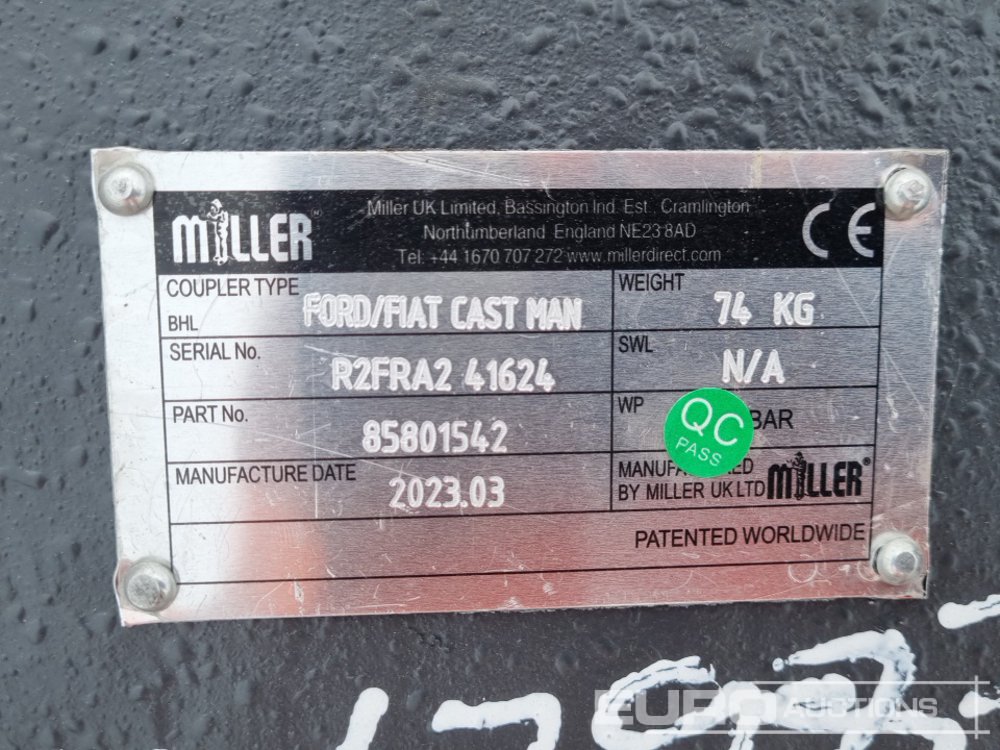 MILLER
Miller UK Limited, Bassington Ind. Est. Cramlington
Northumberland England NE23 8AD
Tel: +44 1670 707 272 www.millerdirect.com
CE
COUPLER TYPE
BHL
FORD/FIAT CAST MAN
WEIGHT
74 KG
SERIAL No.
R2FRA2 41624
SWL
N/A
PART No.
85801542
WP
BAR
QC
PASS
MANUFACTURE DATE
2023.03
MANUFACTURED
BY MILLER UK LTD
MILLER®
PATENTED WORLDWIDE
EURO AUCTIONS